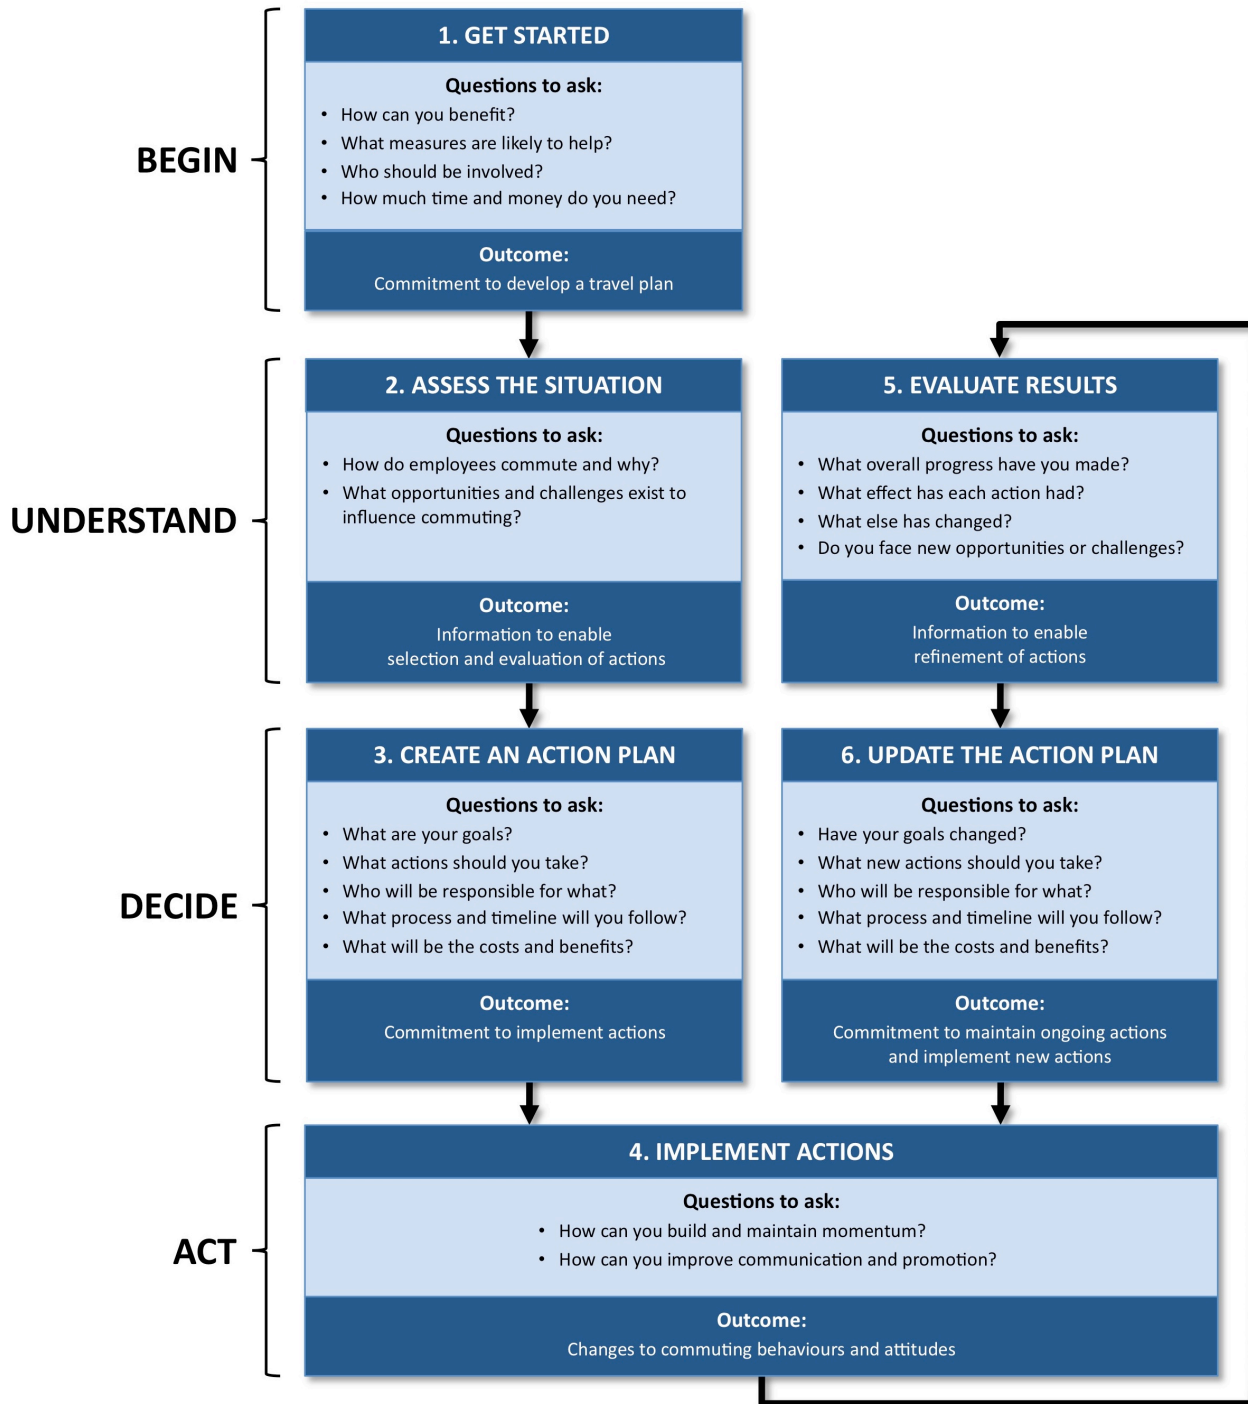 BEGIN
1. GET STARTED
Questions to ask:
• How can you benefit?
• What measures are likely to help?
• Who should be involved?
• How much time and money do you need?
Outcome:
Commitment to develop a travel plan
UNDERSTAND
2. ASSESS THE SITUATION
Questions to ask:
• How do employees commute and why?
• What opportunities and challenges exist to
influence commuting?
Outcome:
Information to enable
selection and evaluation of actions
5. EVALUATE RESULTS
Questions to ask:
• What overall progress have you made?
• What effect has each action had?
• What else has changed?
• Do you face new opportunities or challenges?
Outcome:
Information to enable
refinement of actions
DECIDE
3. CREATE AN ACTION PLAN
Questions to ask:
• What are your goals?
• What actions should you take?
• Who will be responsible for what?
• What process and timeline will you follow?
• What will be the costs and benefits?
Outcome:
Commitment to implement actions
6. UPDATE THE ACTION PLAN
Questions to ask:
• Have your goals changed?
• What new actions should you take?
• Who will be responsible for what?
• What process and timeline will you follow?
• What will be the costs and benefits?
Outcome:
Commitment to maintain ongoing actions
and implement new actions
ACT
4. IMPLEMENT ACTIONS
Questions to ask:
• How can you build and maintain momentum?
• How can you improve communication and promotion?
Outcome:
Changes to commuting behaviours and attitudes